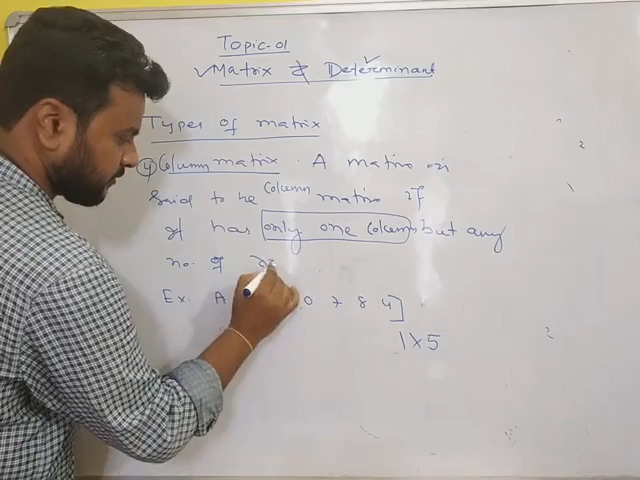 Topic-01
✓Matrix & Determinant
Types of matrix
4) Column matrix. A matrix is
said to be column matrix if
it has only one column but any
no. of
Ex. A 0 7 8 4]
1×5